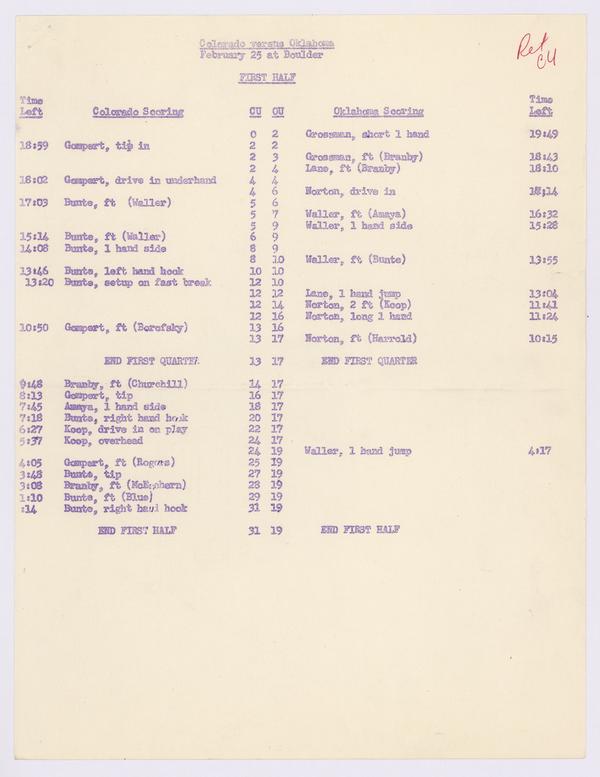 Colorado versus Oklahoma
February 25 at Boulder
Ret
CU
FIRST HALF
Time Left Colorado Scoring CU OU Oklahoma Scoring Time Left
0 2 Grossman, short 1 hand 19:49
18:59 Gompert, tip in 2 2
2 3 Grossman, ft (Branby) 18:43
2 4 Lane, ft (Branby) 18:10
18:02 Gompert, drive in underhand 4 4
4 6 Norton, drive in
17:03 Bunte, ft (Waller) 5 6
5 7 Waller, ft (Amaya) 16:32
5 9 Waller, 1 hand side 15:28
15:14 Bunte, ft (Waller) 6 9
14:08 Bunte, 1 hand side 8 9
8 10 Waller, ft (Bunte) 13:55
13:46 Bunte, left hand hook 10 10
13:20 Bunte, setup on fast break 12 10
12 12 Lane, 1 hand jump 13:04
12 14 Norton, 2 ft (Koop) 11:41
12 16 Norton, long 1 hand 11:24
10:50 Gompert, ft (Borofsky) 13 16
13 17 Norton, ft (Harrold) 10:15
END FIRST QUARTER 13 17 END FIRST QUARTER
9:48 Branby, ft (Churchill) 14 17
8:13 Gompert, tip 16 17
7:45 Amaya, 1 hand side 18 17
7:18 Bunte, right hand hook 20 17
6:27 Koop, drive in on play 22 17
5:37 Koop, overhead 24 17
24 19 Waller, 1 hand jump 4:17
4:05 Gompert, ft (Rogers) 25 19
3:48 Bunte, tip 27 19
3:08 Branby, ft (McEachern) 28 19
1:10 Bunte, ft (Blue) 29 19
:14 Bunte, right hand hook 31 19
END FIRST HALF 31 19 END FIRST HALF